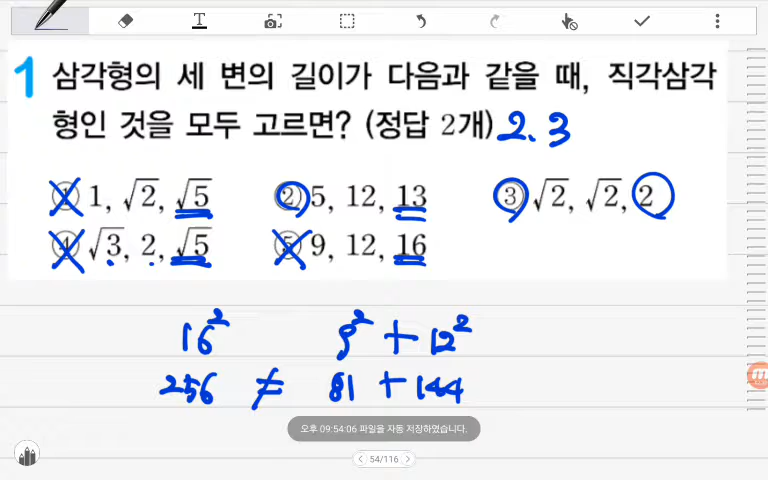 T
1 삼각형의 세 변의 길이가 다음과 같을 때, 직각삼각
형인 것을 모두 고르면? (정답 2개) 2. 3
① 1, √2, √5 ② 5, 12, 13 ③ √2, √2, 2
④ √3, 2, √5 ⑤ 9, 12, 16
16² 9² + 12²
256 ≠ 81 + 144
오후 09:54:06 파일을 자동 저장하였습니다.
< 54/116 >